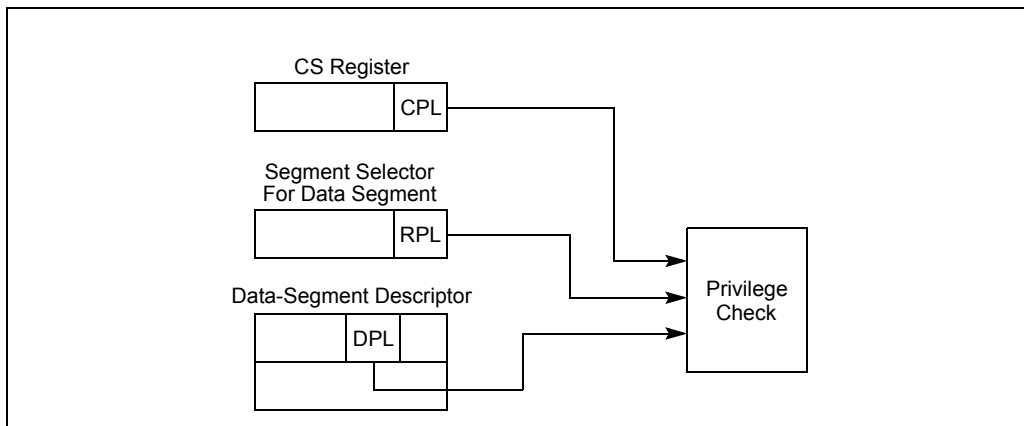 CS Register
CPL
Segment Selector
For Data Segment
RPL
Data-Segment Descriptor
DPL
Privilege
Check